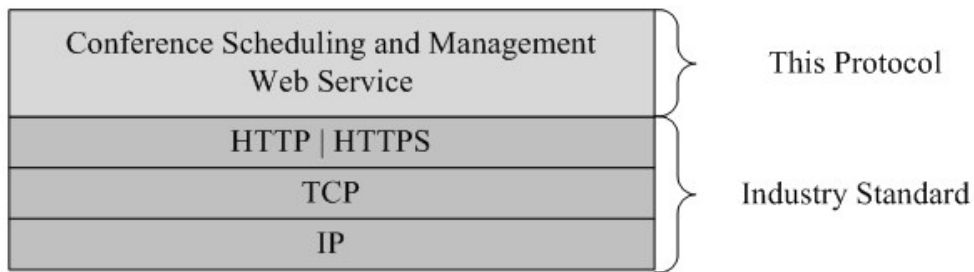 Conference Scheduling and Management
Web Service
This Protocol
HTTP | HTTPS
TCP
Industry Standard
IP